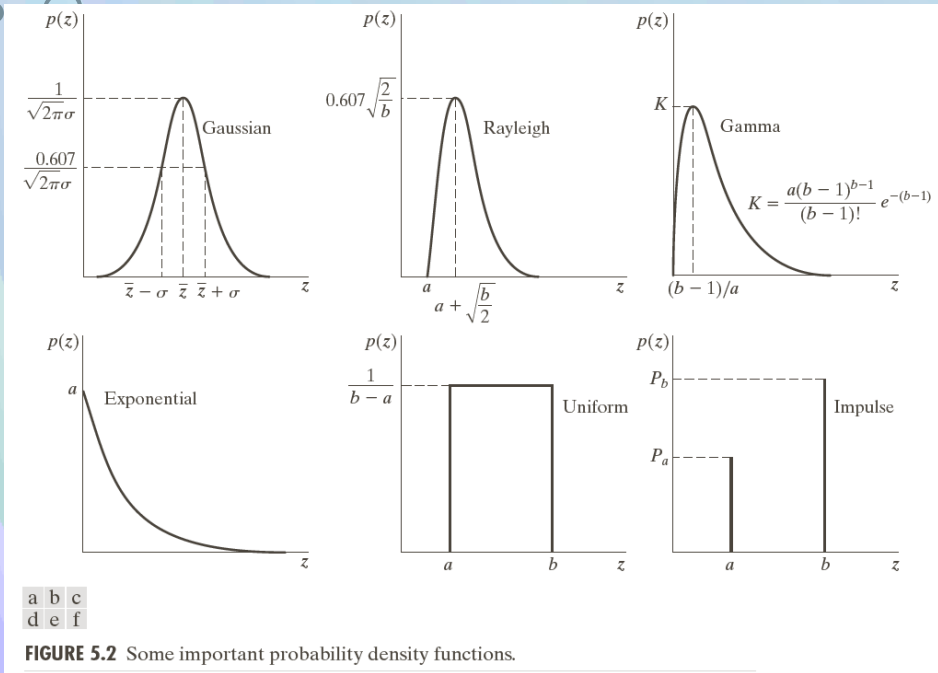 p(z)
1
√2πσ
0.607
√2πσ
Gaussian
z̄ − σ z̄ z̄ + σ
z
p(z)
0.607 √2/b
Rayleigh
a
a + √b/2
z
p(z)
K
Gamma
K = a(b − 1)^b−1 / (b − 1)! e^−(b−1)
(b − 1)/a
z
p(z)
a
Exponential
z
p(z)
1
b − a
Uniform
a
b
z
p(z)
P_b
Impulse
P_a
a
b
z
a b c
d e f
FIGURE 5.2 Some important probability density functions.